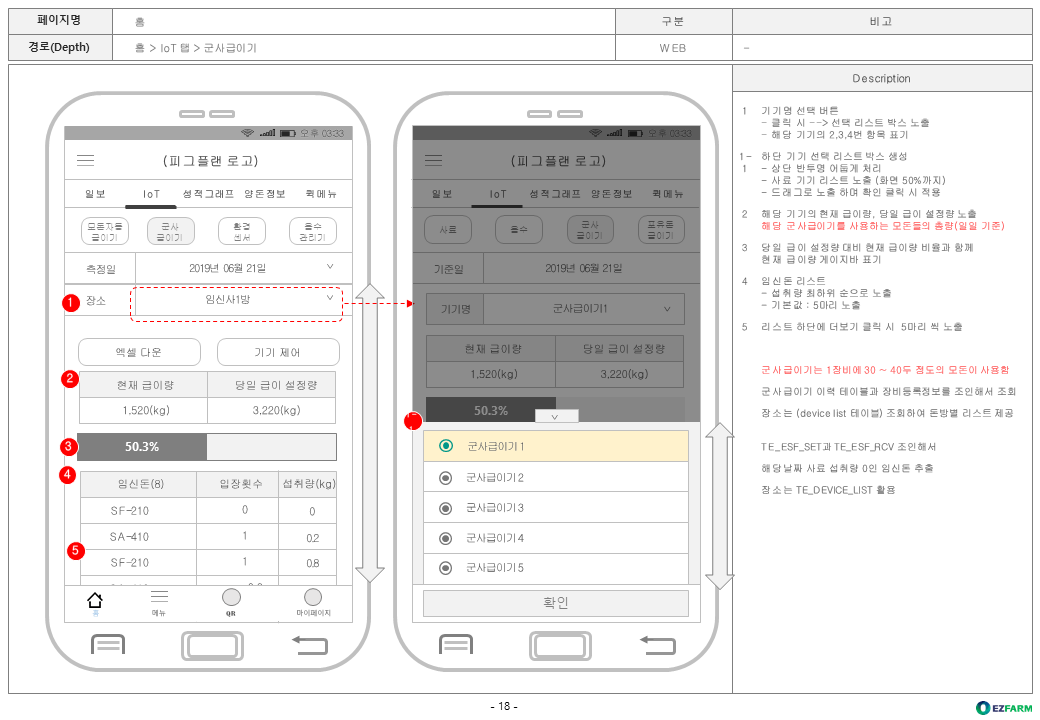 페이지명
홈
구분
비고
경로(Depth)
홈 > IoT 탭 > 군사급이기
WEB
-
Description
오후 03:33
(피그플랜 로고)
일보
IoT
성적그래프
양돈정보
퀵메뉴
모돈자동
급이기
군사
급이기
환경
센서
음수
관리기
측정일
2019년 06월 21일
1
장소
임신사1방
엑셀 다운
기기 제어
2
현재 급이량
당일 급이 설정량
1,520(kg)
3,220(kg)
3
50.3%
4
임신돈(8)
입장횟수
섭취량(kg)
SF-210
0
0
SA-410
1
0.2
5
SF-210
1
0.8
홈
메뉴
QR
마이페이지
오후 03:33
(피그플랜 로고)
일보
IoT
성적그래프
양돈정보
퀵메뉴
사료
음수
군사
급이기
포유돈
급이기
기준일
2019년 06월 21일
기기명
군사급이기1
현재 급이량
당일 급이 설정량
1,520(kg)
3,220(kg)
50.3%
1-
1
군사급이기 1
군사급이기 2
군사급이기 3
군사급이기 4
군사급이기 5
확인
1 기기명 선택 버튼
- 클릭 시 --> 선택 리스트 박스 노출
- 해당 기기의 2,3,4번 항목 표기
1- 하단 기기 선택 리스트 박스 생성
1 - 상단 반투명 어둡게 처리
- 사료 기기 리스트 노출 (화면 50%까지)
- 드래그로 노출 하며 확인 클릭 시 적용
2 해당 기기의 현재 급이량, 당일 급이 설정량 노출
해당 군사급이기를 사용하는 모돈들의 총량(일일 기준)
3 당일 급이 설정량 대비 현재 급이량 비율과 함께
현재 급이량 게이지바 표기
4 임신돈 리스트
- 섭취량 최하위 순으로 노출
- 기본값 : 5마리 노출
5 리스트 하단에 더보기 클릭 시 5마리 씩 노출
군사급이기는 1장비에 30 ~ 40두 정도의 모돈이 사용함
군사급이기 이력 테이블과 장비등록정보를 조인해서 조회
장소는 (device list 테이블) 조회하여 돈방별 리스트 제공
TE_ESF_SET과 TE_ESF_RCV 조인해서
해당날짜 사료 섭취량 0인 임신돈 추출
장소는 TE_DEVICE_LIST 활용
- 18 -
EZFARM